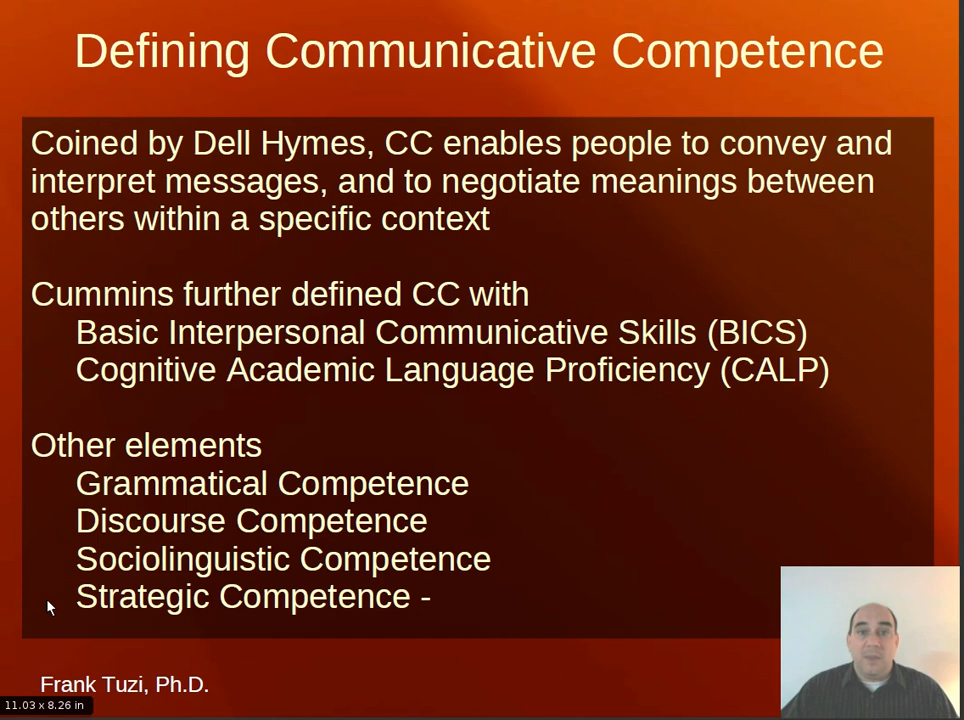 Defining Communicative Competence
Coined by Dell Hymes, CC enables people to convey and
interpret messages, and to negotiate meanings between
others within a specific context
Cummins further defined CC with
Basic Interpersonal Communicative Skills (BICS)
Cognitive Academic Language Proficiency (CALP)
Other elements
Grammatical Competence
Discourse Competence
Sociolinguistic Competence
Strategic Competence -
Frank Tuzi, Ph.D.
11.03 x 8.26 in